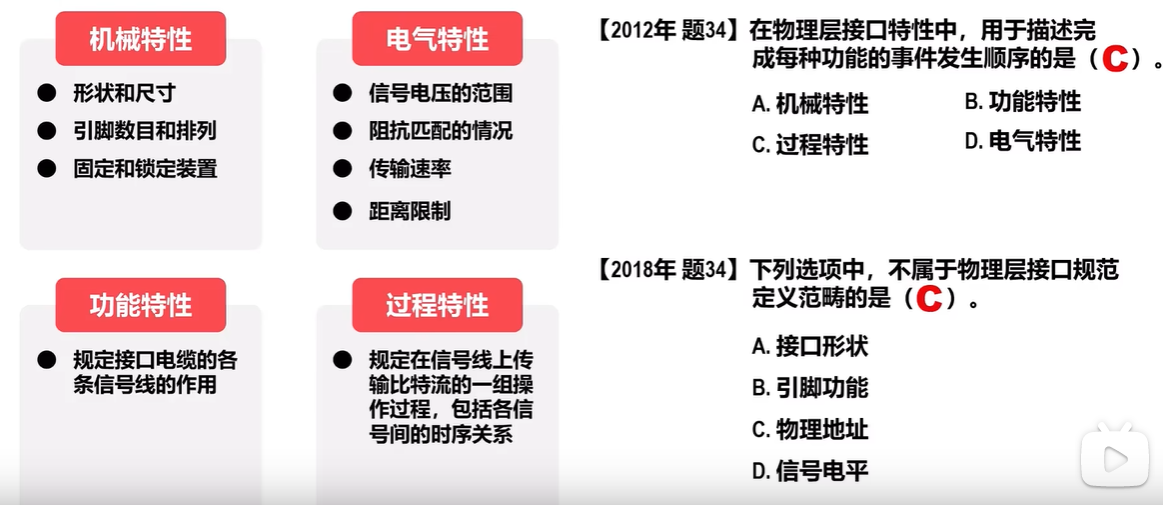 机械特性
● 形状和尺寸
● 引脚数目和排列
● 固定和锁定装置
电气特性
● 信号电压的范围
● 阻抗匹配的情况
● 传输速率
● 距离限制
功能特性
● 规定接口电缆的各
条信号线的作用
过程特性
● 规定在信号线上传
输比特流的一组操
作过程，包括各信
号间的时序关系
【2012年 题34】在物理层接口特性中，用于描述完
成每种功能的事件发生顺序的是（C）。
A. 机械特性 B. 功能特性
C. 过程特性 D. 电气特性
【2018年 题34】下列选项中，不属于物理层接口规范
定义范畴的是（C）。
A. 接口形状
B. 引脚功能
C. 物理地址
D. 信号电平